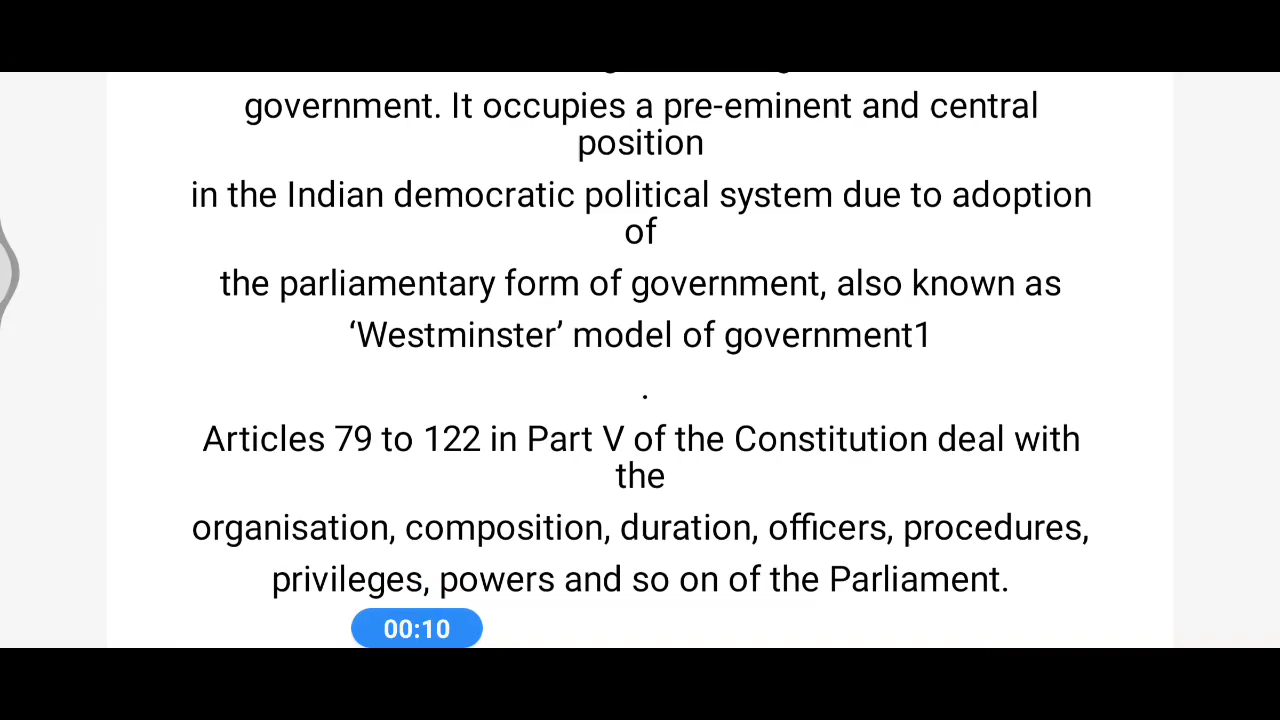 government. It occupies a pre-eminent and central
position
in the Indian democratic political system due to adoption
of
the parliamentary form of government, also known as
‘Westminster’ model of government1
.
Articles 79 to 122 in Part V of the Constitution deal with
the
organisation, composition, duration, officers, procedures,
privileges, powers and so on of the Parliament.
00:10